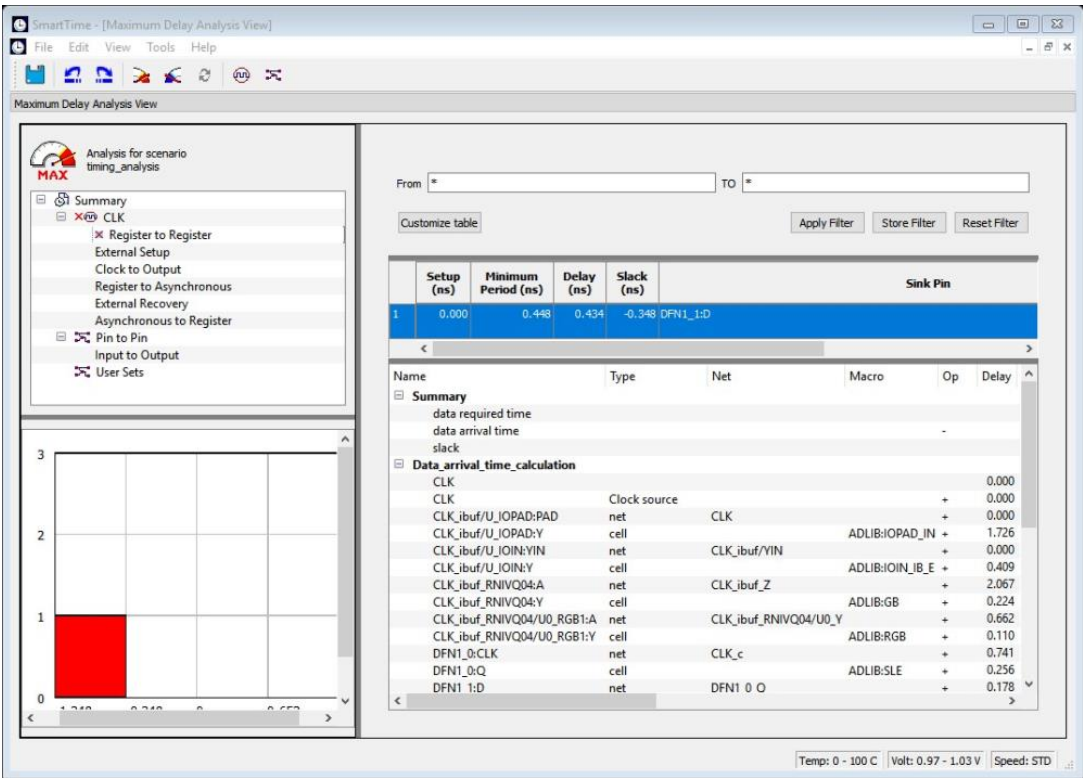 SmartTime - [Maximum Delay Analysis View]
File Edit View Tools Help
Maximum Delay Analysis View
MAX
Analysis for scenario
timing_analysis
Summary
CLK
Register to Register
External Setup
Clock to Output
Register to Asynchronous
External Recovery
Asynchronous to Register
Pin to Pin
Input to Output
User Sets
3
2
1
0
From * TO *
Customize table Apply Filter Store Filter Reset Filter
Setup (ns) Minimum Period (ns) Delay (ns) Slack (ns) Sink Pin
1 0.000 0.448 0.434 -0.348 DFN1_1:D
Name Type Net Macro Op Delay
Summary
data required time
data arrival time -
slack
Data_arrival_time_calculation
CLK 0.000
CLK Clock source + 0.000
CLK_ibuf/U_IOPAD:PAD net CLK + 0.000
CLK_ibuf/U_IOPAD:Y cell ADLIB:IOPAD_IN + 1.726
CLK_ibuf/U_IOIN:YIN net CLK_ibuf/YIN + 0.000
CLK_ibuf/U_IOIN:Y cell ADLIB:IOIN_IB_E + 0.409
CLK_ibuf_RNIVQ04:A net CLK_ibuf_Z + 2.067
CLK_ibuf_RNIVQ04:Y cell ADLIB:GB + 0.224
CLK_ibuf_RNIVQ04/U0_RGB1:A net CLK_ibuf_RNIVQ04/U0_Y + 0.662
CLK_ibuf_RNIVQ04/U0_RGB1:Y cell ADLIB:RGB + 0.110
DFN1_0:CLK net CLK_c + 0.741
DFN1_0:Q cell ADLIB:SLE + 0.256
DFN1_1:D net DFN1_0_Q + 0.178
Temp: 0 - 100 C Volt: 0.97 - 1.03 V Speed: STD